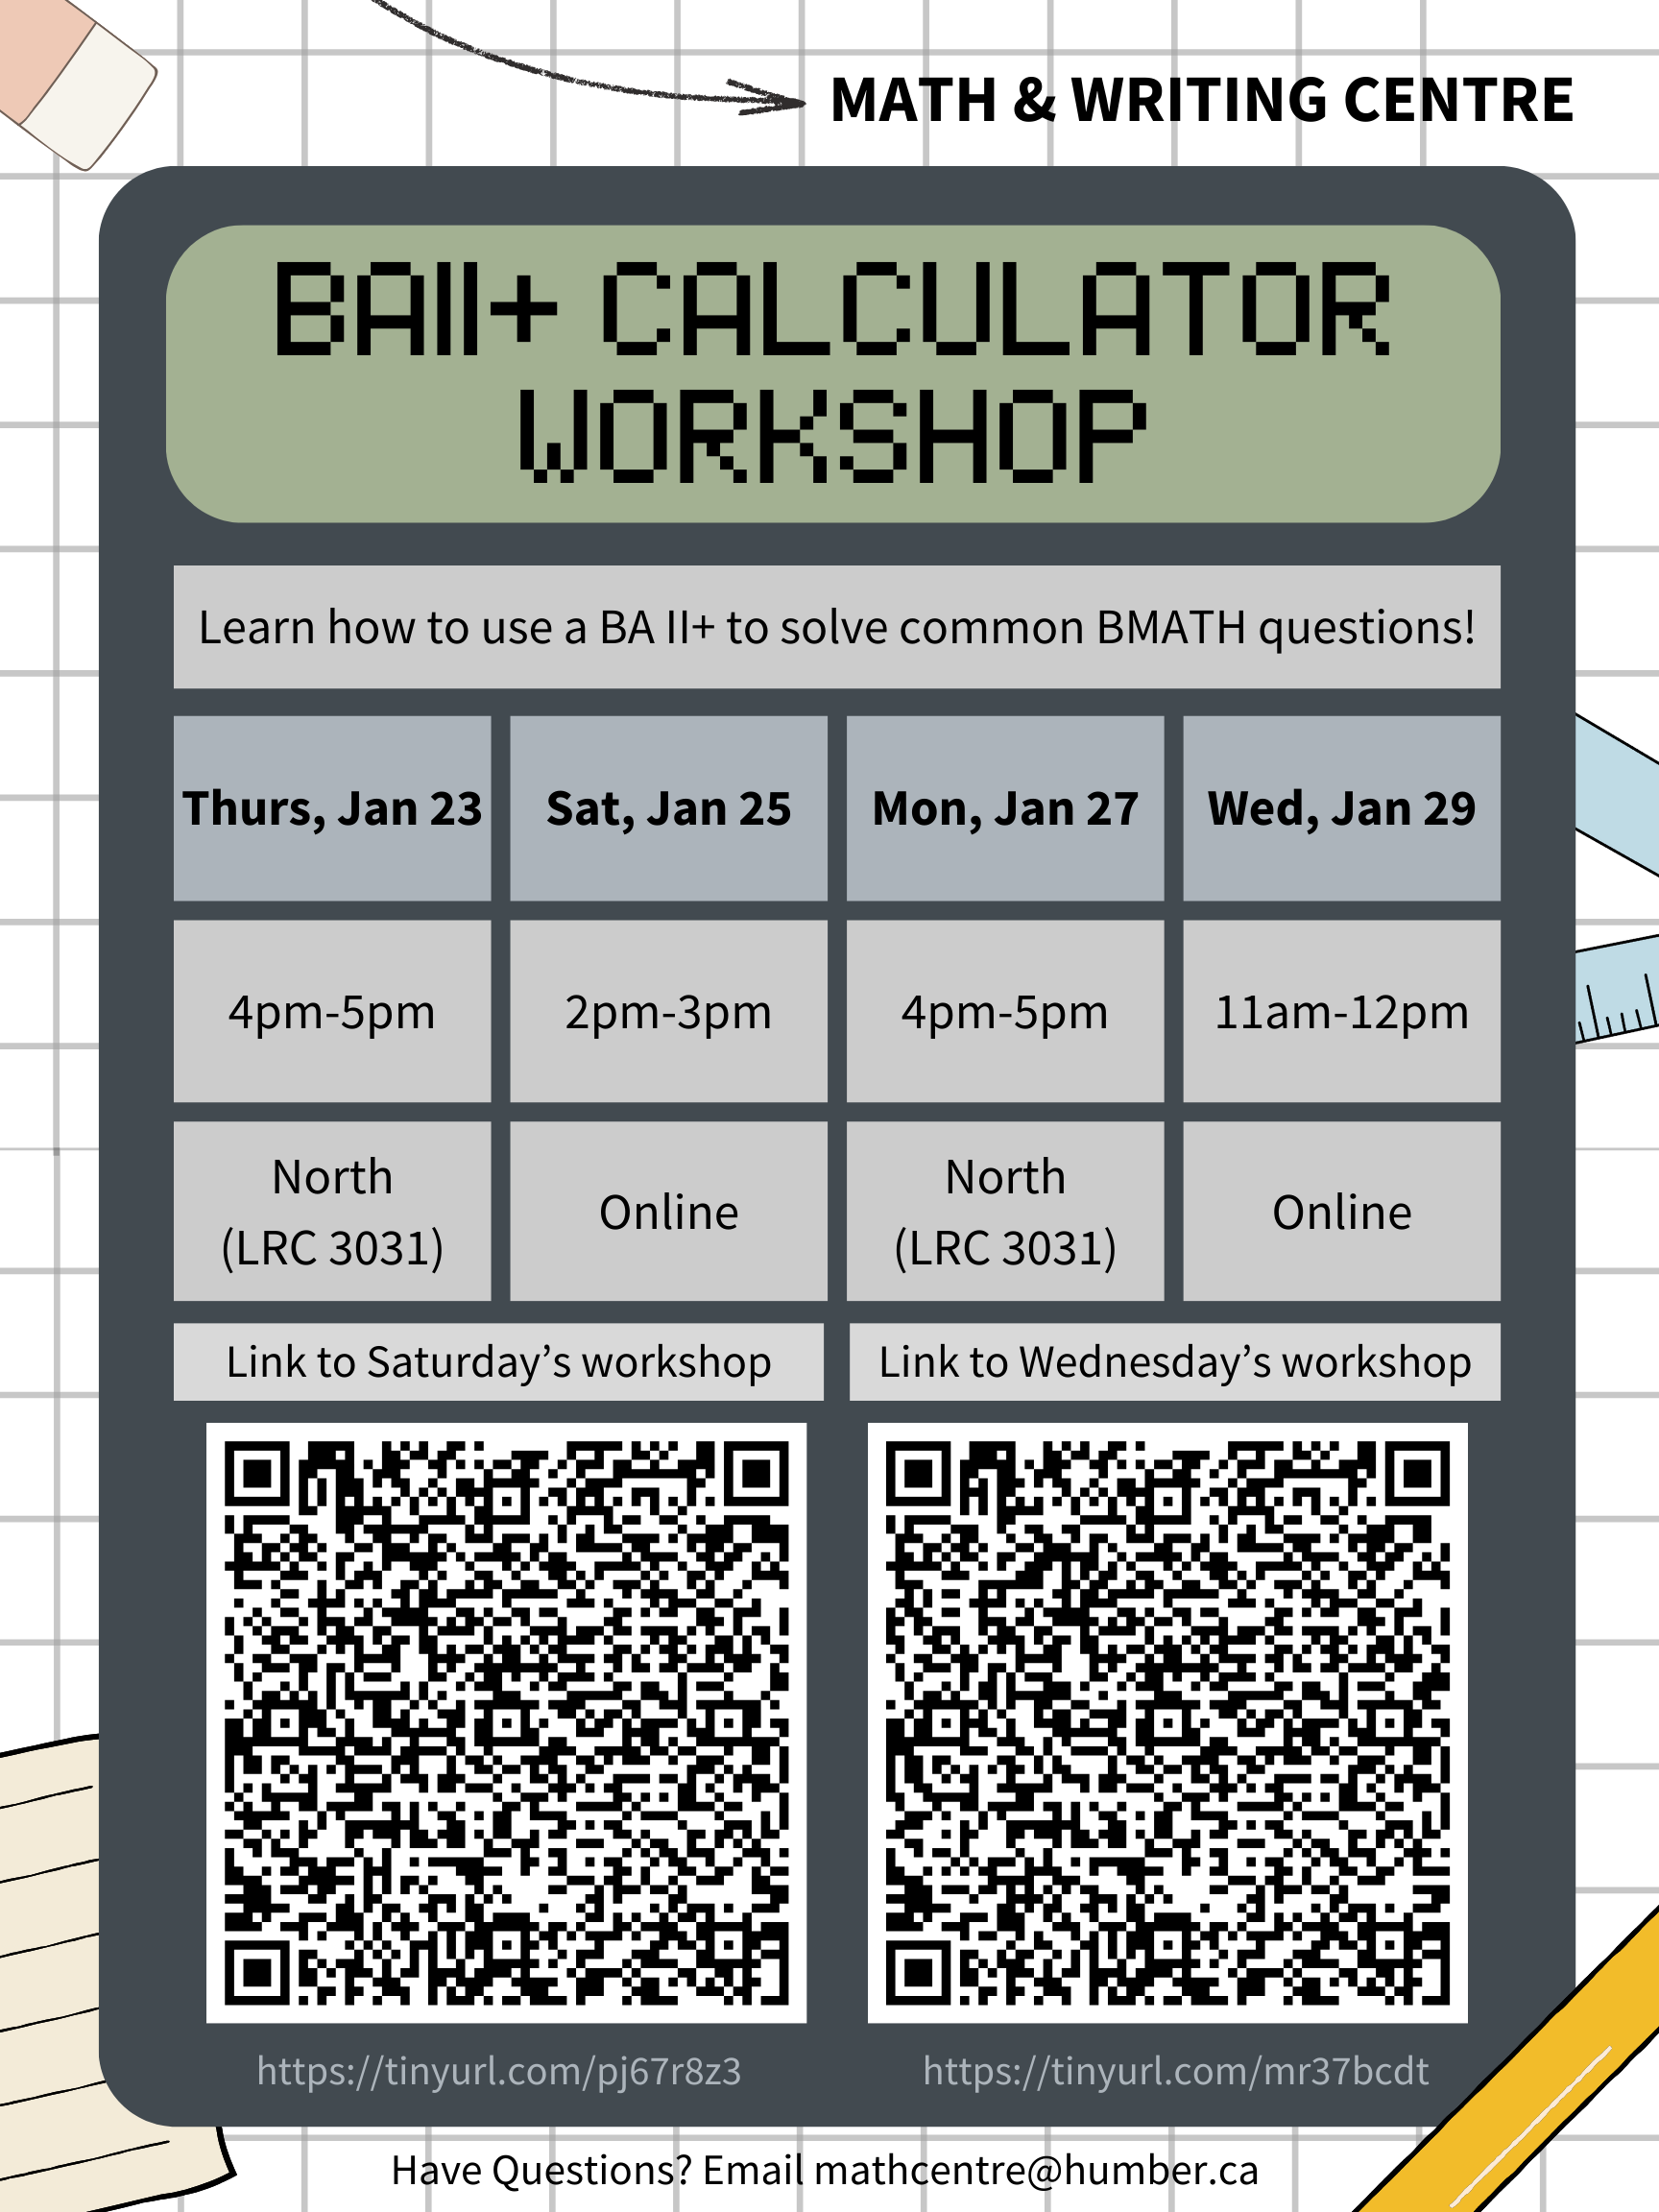 MATH & WRITING CENTRE
BAII+ CALCULATOR
WORKSHOP
Learn how to use a BA II+ to solve common BMATH questions!
Thurs, Jan 23 Sat, Jan 25 Mon, Jan 27 Wed, Jan 29
4pm-5pm 2pm-3pm 4pm-5pm 11am-12pm
North
(LRC 3031) Online North
(LRC 3031) Online
Link to Saturday’s workshop Link to Wednesday’s workshop
https://tinyurl.com/pj67r8z3 https://tinyurl.com/mr37bcdt
Have Questions? Email mathcentre@humber.ca